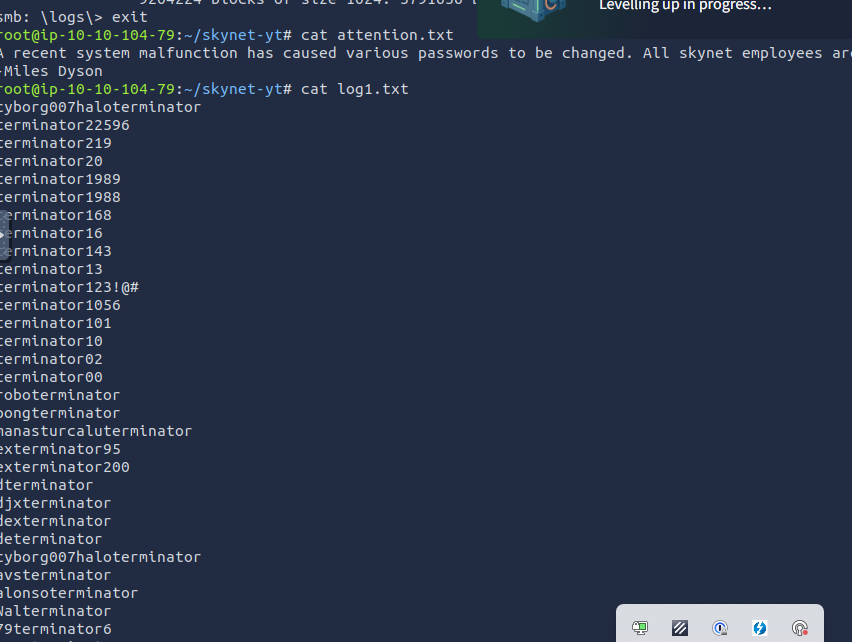 9204224 blocks of size 1024. 5791656
Levelling up in progress...
smb: \logs\> exit
root@ip-10-10-104-79:~/skynet-yt# cat attention.txt
A recent system malfunction has caused various passwords to be changed. All skynet employees are
-Miles Dyson
root@ip-10-10-104-79:~/skynet-yt# cat log1.txt
cyborg007haloterminator
terminator22596
terminator219
terminator20
terminator1989
terminator1988
terminator168
terminator16
terminator143
terminator13
terminator123!@#
terminator1056
terminator101
terminator10
terminator02
terminator00
roboterminator
pongterminator
manasturcaluterminator
exterminator95
exterminator200
dterminator
djxterminator
dexterminator
determinator
cyborg007haloterminator
avsterminator
alonsoterminator
Walterminator
79terminator6